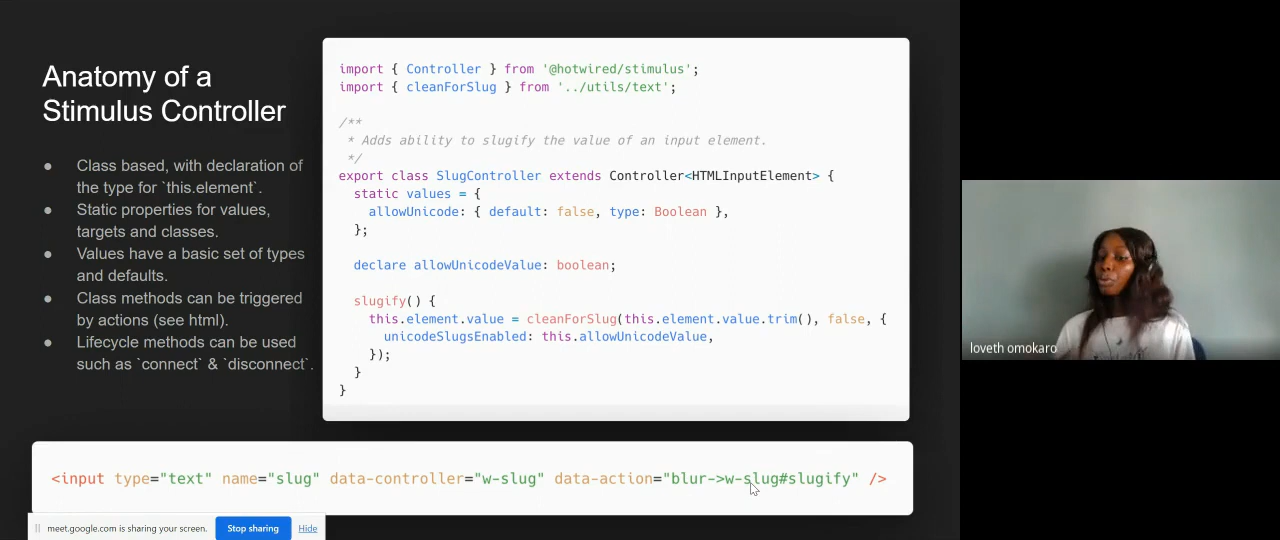 Anatomy of a
Stimulus Controller
● Class based, with declaration of
the type for `this.element`.
● Static properties for values,
targets and classes.
● Values have a basic set of types
and defaults.
● Class methods can be triggered
by actions (see html).
● Lifecycle methods can be used
such as `connect` & `disconnect`.
import { Controller } from '@hotwired/stimulus';
import { cleanForSlug } from '../utils/text';
/**
 * Adds ability to slugify the value of an input element.
 */
export class SlugController extends Controller<HTMLInputElement> {
  static values = {
    allowUnicode: { default: false, type: Boolean },
  };
  declare allowUnicodeValue: boolean;
  slugify() {
    this.element.value = cleanForSlug(this.element.value.trim(), false, {
      unicodeSlugsEnabled: this.allowUnicodeValue,
    });
  }
}
<input type="text" name="slug" data-controller="w-slug" data-action="blur->w-slug#slugify" />
meet.google.com is sharing your screen. Stop sharing Hide
loveth omokaro